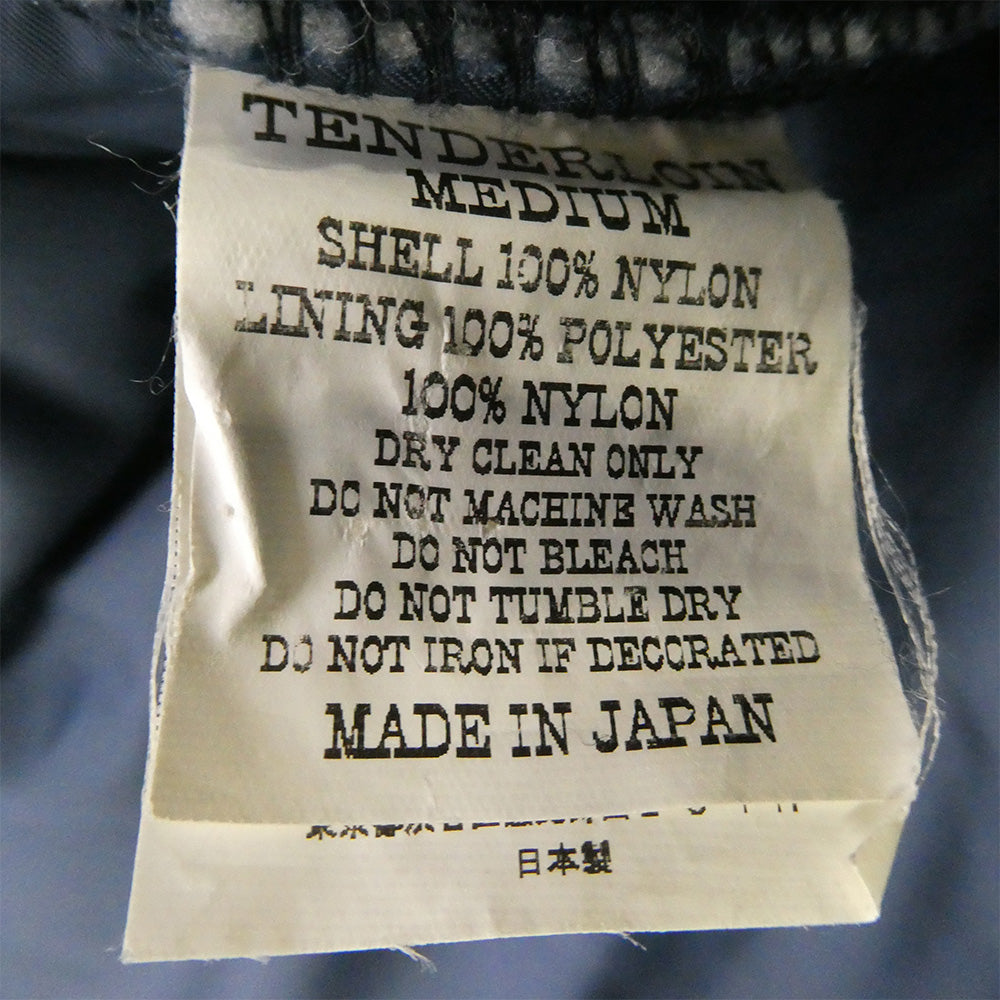 TENDERLOIN
MEDIUM
SHELL 100% NYLON
LINING 100% POLYESTER
100% NYLON
DRY CLEAN ONLY
DO NOT MACHINE WASH
DO NOT BLEACH
DO NOT TUMBLE DRY
DO NOT IRON IF DECORATED
MADE IN JAPAN
日本製